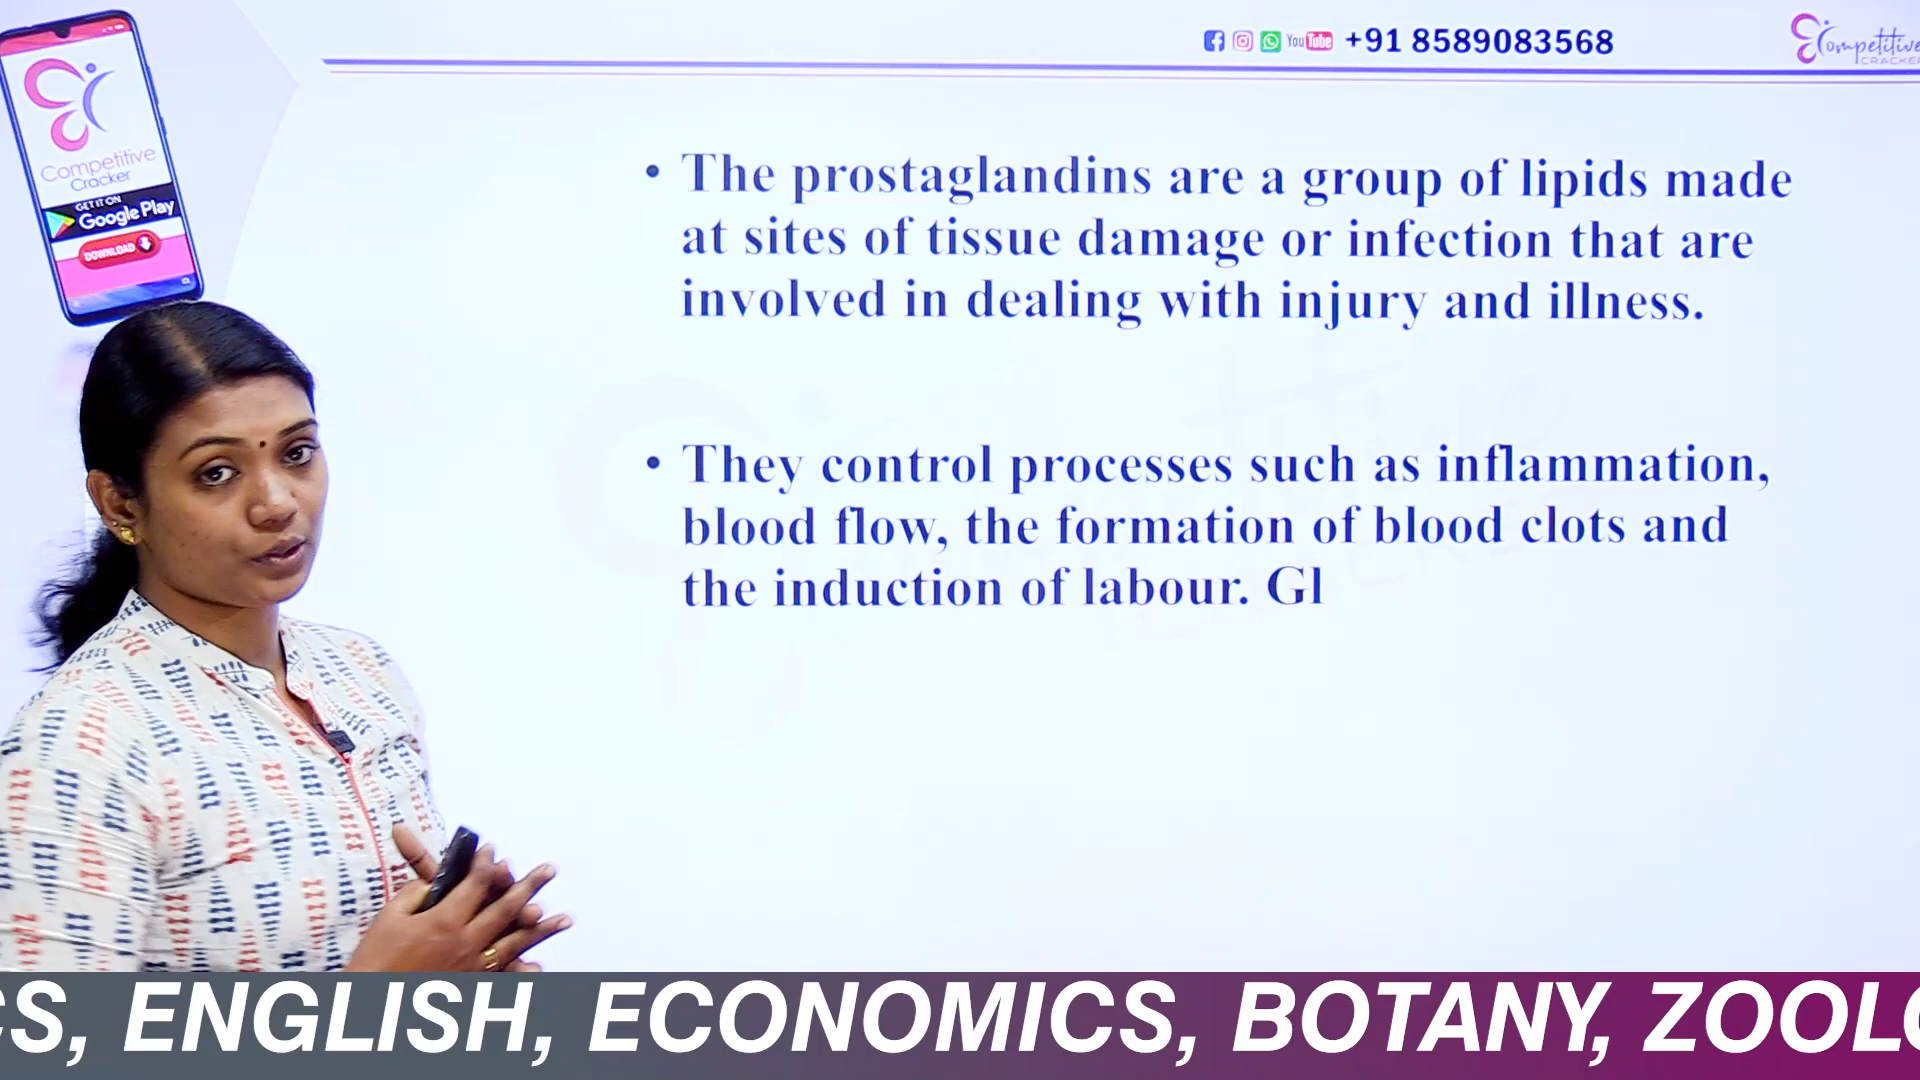 YouTube +91 8589083568
Competitive
CRACKER
Competitive
Cracker
GET IT ON
Google Play
DOWNLOAD
• The prostaglandins are a group of lipids made
at sites of tissue damage or infection that are
involved in dealing with injury and illness.
• They control processes such as inflammation,
blood flow, the formation of blood clots and
the induction of labour. Gl
CS, ENGLISH, ECONOMICS, BOTANY, ZOOLO